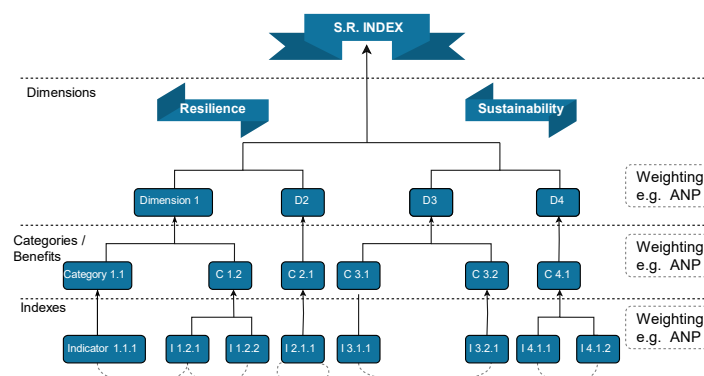 S.R. INDEX
Dimensions
Resilience
Sustainability
Dimension 1
D2
D3
D4
Weighting
e.g. ANP
Categories /
Benefits
Category 1.1
C 1.2
C 2.1
C 3.1
C 3.2
C 4.1
Weighting
e.g. ANP
Indexes
Indicator 1.1.1
I 1.2.1
I 1.2.2
I 2.1.1
I 3.1.1
I 3.2.1
I 4.1.1
I 4.1.2
Weighting
e.g. ANP